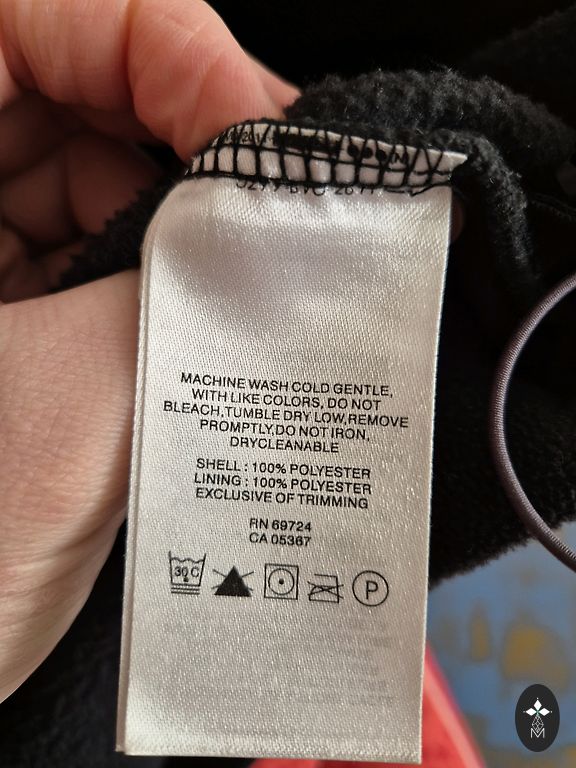 MACHINE WASH COLD GENTLE,
WITH LIKE COLORS, DO NOT
BLEACH,TUMBLE DRY LOW,REMOVE
PROMPTLY,DO NOT IRON,
DRYCLEANABLE
SHELL : 100% POLYESTER
LINING : 100% POLYESTER
EXCLUSIVE OF TRIMMING
RN 69724
CA 05367
30 C
P
M